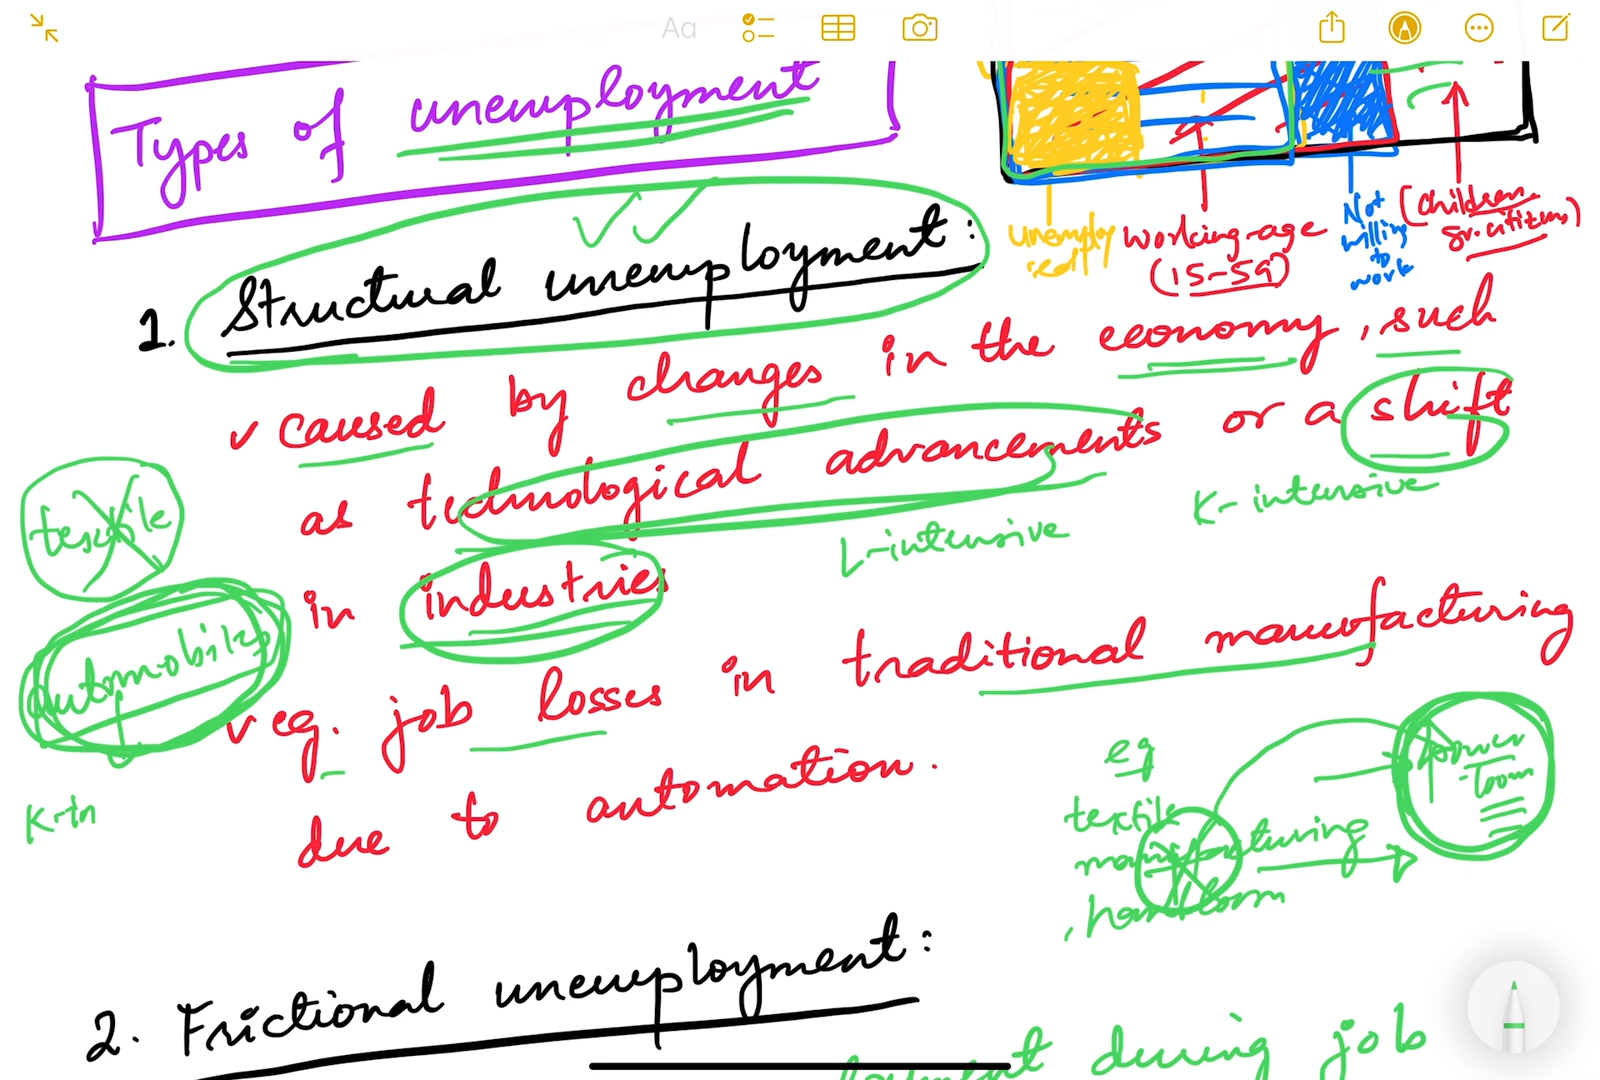 Aa
Types of unemployment
unemploy
ed
Working-age
(15-59)
Not
willing
to
work
(Children
Sr. citizens)
1. Structural unemployment:
caused by changes in the economy, such
as technological advancements or a shift
L-intensive
K-intensive
textile
in industries
automobiles
K-in
eg. job losses in traditional manufacturing
due to automation.
eg
textile
manufacturing
, handloom
power
-loom
2. Frictional unemployment:
during job